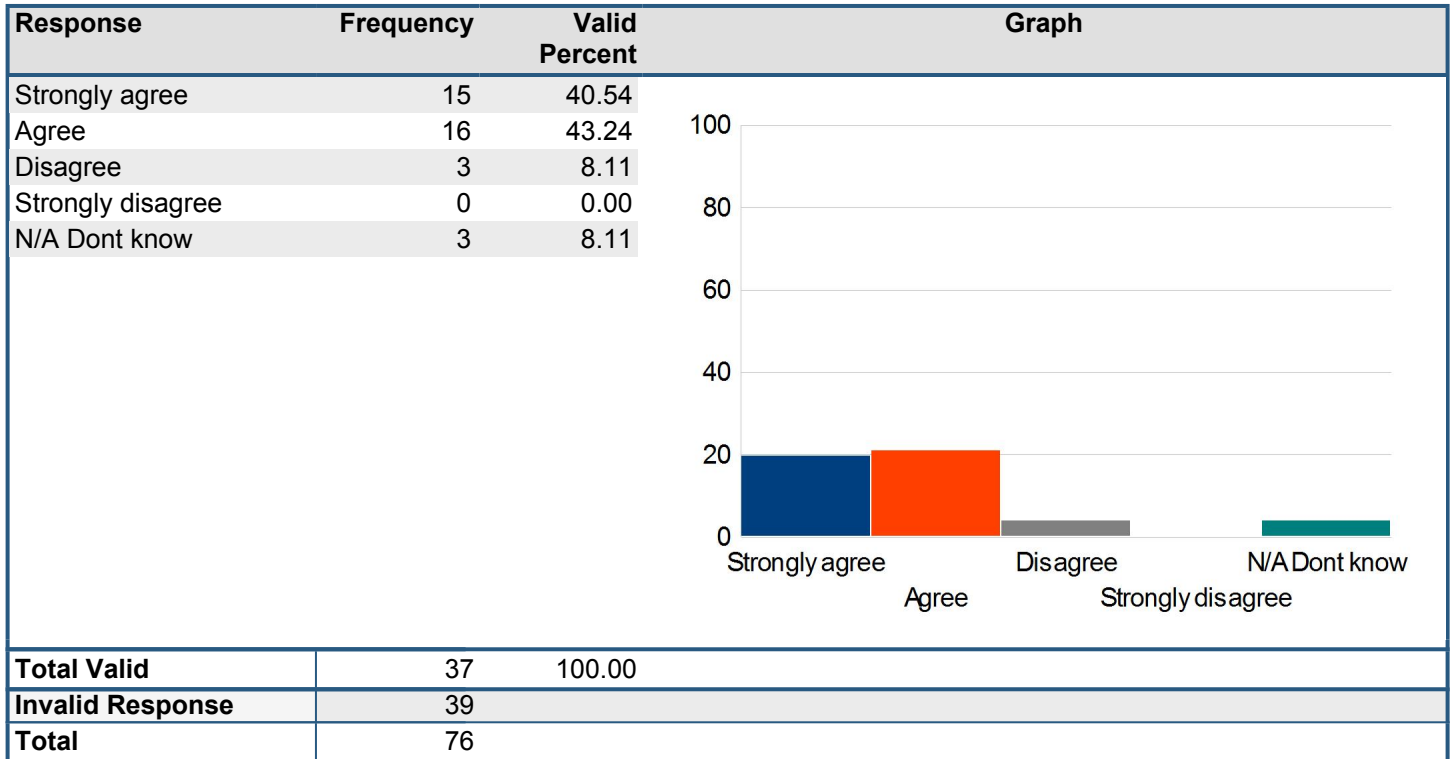 Response Frequency Valid Percent Graph
Strongly agree 15 40.54
Agree 16 43.24
Disagree 3 8.11
Strongly disagree 0 0.00
N/A Dont know 3 8.11
100
80
60
40
20
0
Strongly agree Disagree N/A Dont know
Agree Strongly disagree
Total Valid 37 100.00
Invalid Response 39
Total 76